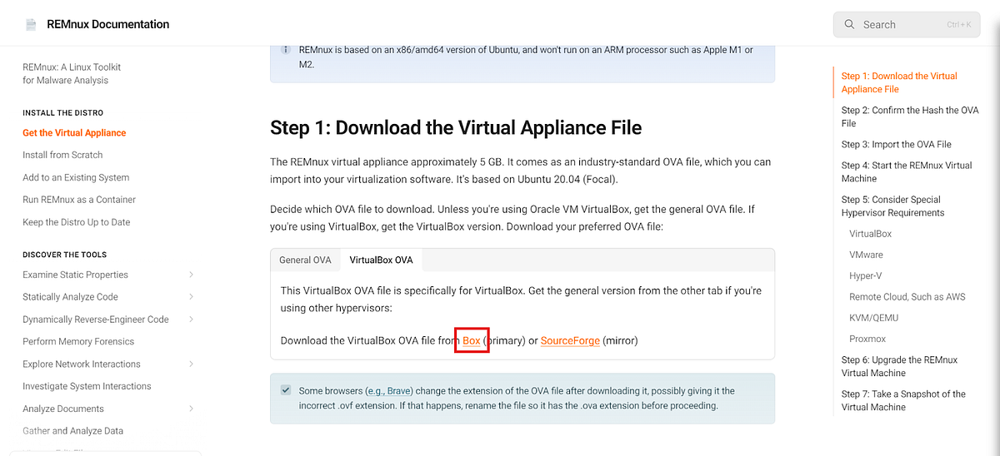 REMnux Documentation
Search
Ctrl + K
REMnux: A Linux Toolkit
for Malware Analysis
INSTALL THE DISTRO
Get the Virtual Appliance
Install from Scratch
Add to an Existing System
Run REMnux as a Container
Keep the Distro Up to Date
DISCOVER THE TOOLS
Examine Static Properties
Statically Analyze Code
Dynamically Reverse-Engineer Code
Perform Memory Forensics
Explore Network Interactions
Investigate System Interactions
Analyze Documents
Gather and Analyze Data
REMnux is based on an x86/amd64 version of Ubuntu, and won't run on an ARM processor such as Apple M1 or
M2.
Step 1: Download the Virtual Appliance File
The REMnux virtual appliance approximately 5 GB. It comes as an industry-standard OVA file, which you can
import into your virtualization software. It's based on Ubuntu 20.04 (Focal).
Decide which OVA file to download. Unless you're using Oracle VM VirtualBox, get the general OVA file. If
you're using VirtualBox, get the VirtualBox version. Download your preferred OVA file:
General OVA
VirtualBox OVA
This VirtualBox OVA file is specifically for VirtualBox. Get the general version from the other tab if you're
using other hypervisors:
Download the VirtualBox OVA file from Box (primary) or SourceForge (mirror)
Some browsers (e.g., Brave) change the extension of the OVA file after downloading it, possibly giving it the
incorrect .ovf extension. If that happens, rename the file so it has the .ova extension before proceeding.
Step 1: Download the Virtual
Appliance File
Step 2: Confirm the Hash the OVA
File
Step 3: Import the OVA File
Step 4: Start the REMnux Virtual
Machine
Step 5: Consider Special
Hypervisor Requirements
VirtualBox
VMware
Hyper-V
Remote Cloud, Such as AWS
KVM/QEMU
Proxmox
Step 6: Upgrade the REMnux
Virtual Machine
Step 7: Take a Snapshot of the
Virtual Machine